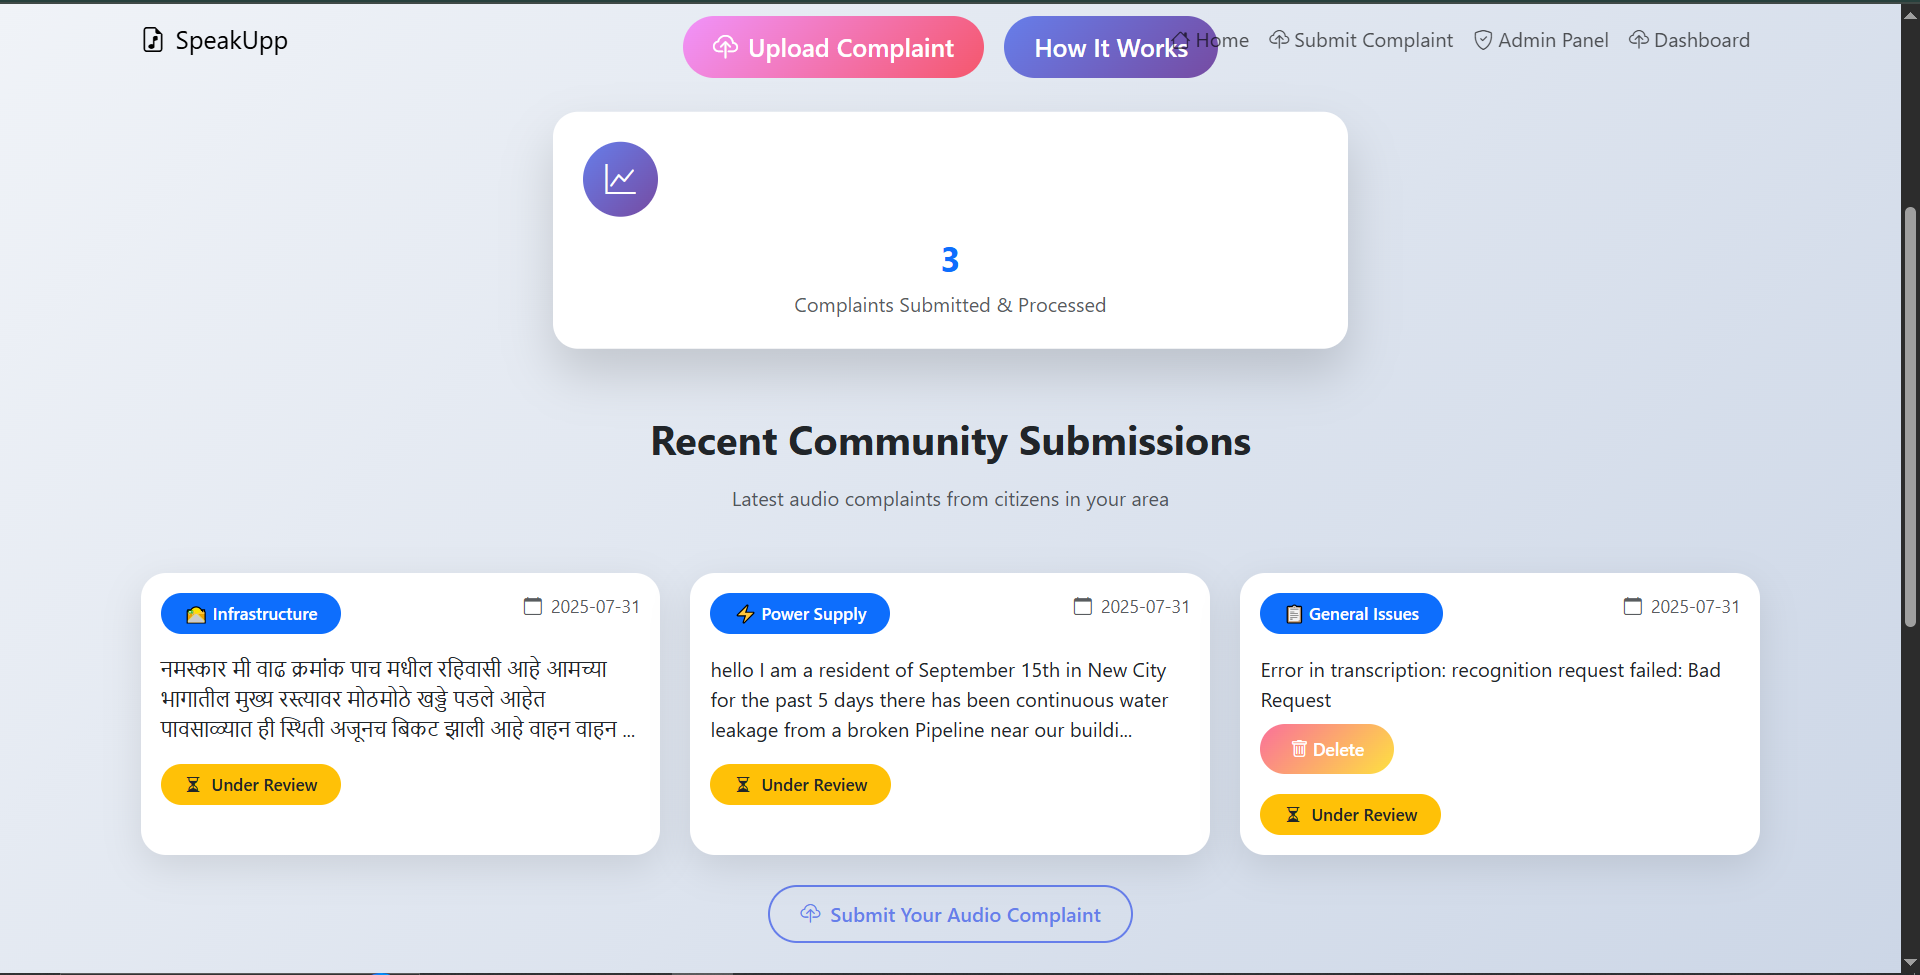 SpeakUpp
Upload Complaint
How It Works
Home
Submit Complaint
Admin Panel
Dashboard
3
Complaints Submitted & Processed
Recent Community Submissions
Latest audio complaints from citizens in your area
Infrastructure
2025-07-31
नमस्कार मी वाढ क्रमांक पाच मधील रहिवासी आहे आमच्या
भागातील मुख्य रस्त्यावर मोठमोठे खड्डे पडले आहेत
पावसाळ्यात ही स्थिती अजूनच बिकट झाली आहे वाहन वाहन ...
Under Review
Power Supply
2025-07-31
hello I am a resident of September 15th in New City
for the past 5 days there has been continuous water
leakage from a broken Pipeline near our buildi...
Under Review
General Issues
2025-07-31
Error in transcription: recognition request failed: Bad
Request
Delete
Under Review
Submit Your Audio Complaint